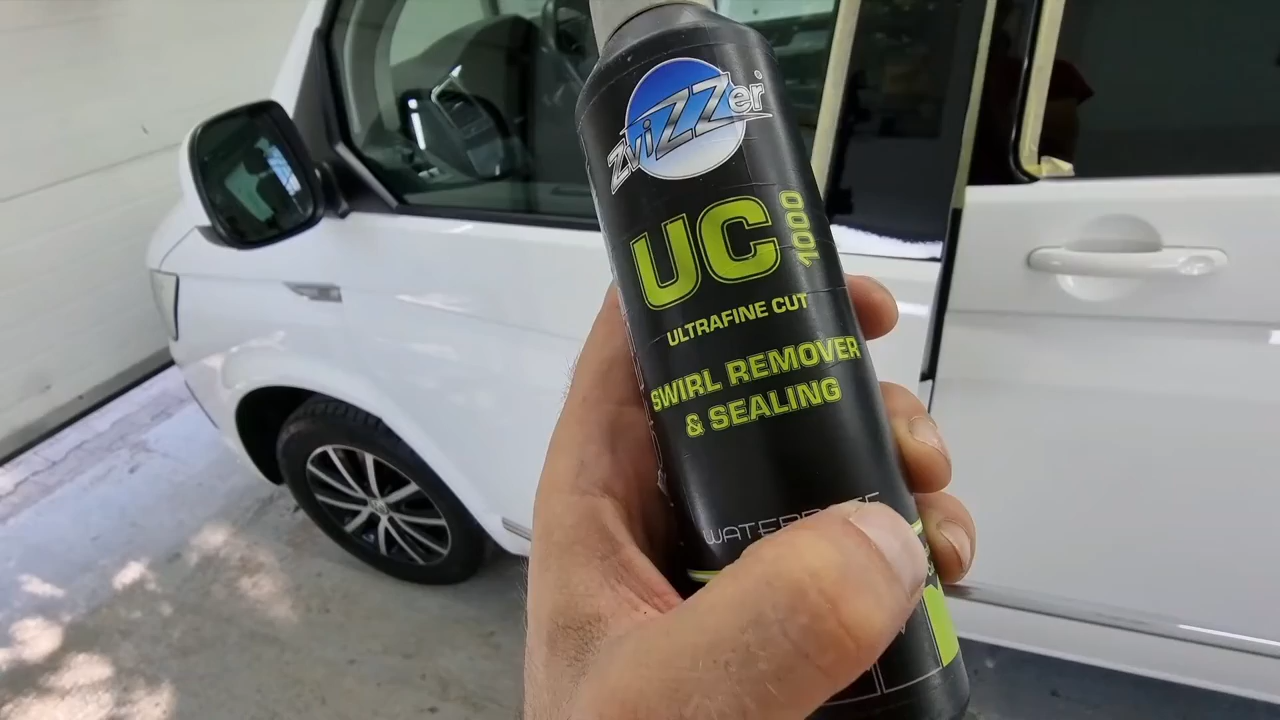 zviZZer®
UC 1000
ULTRAFINE CUT
SWIRL REMOVER
& SEALING